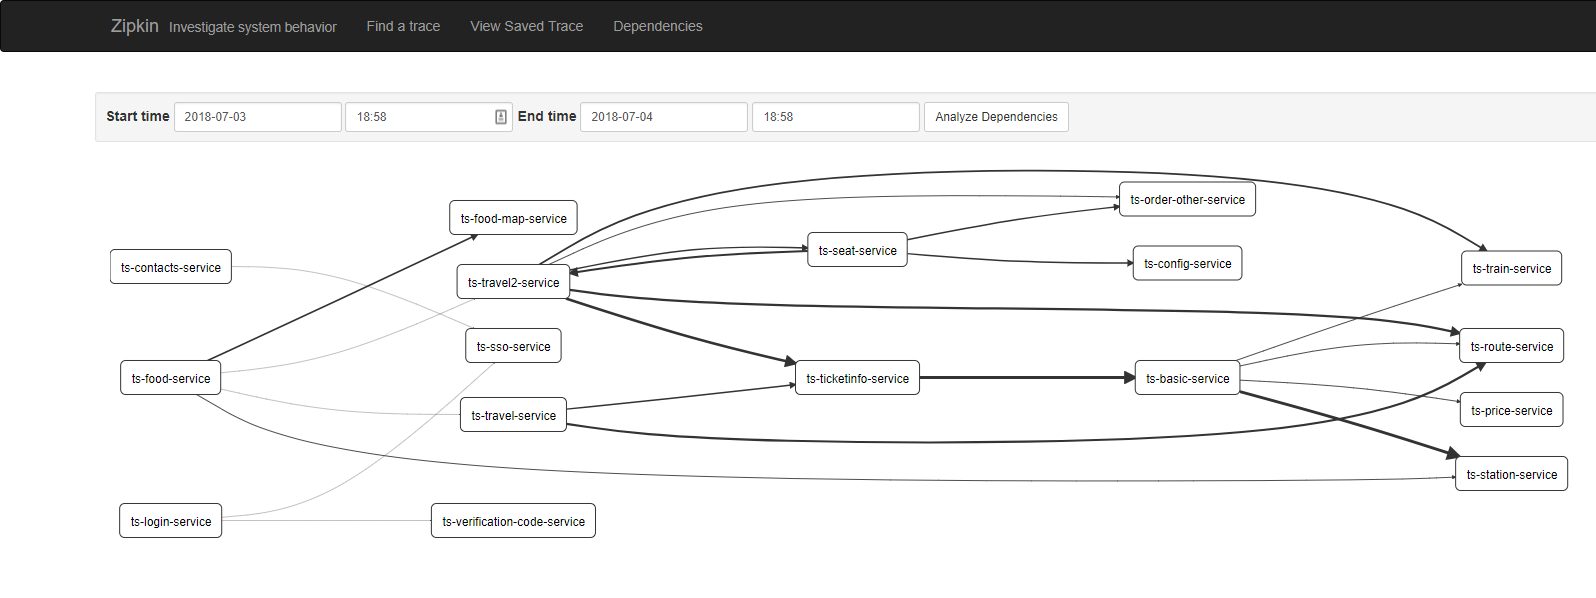 Zipkin Investigate system behavior Find a trace View Saved Trace Dependencies
Start time 2018-07-03 18:58 End time 2018-07-04 18:58 Analyze Dependencies
ts-order-other-service
ts-food-map-service
ts-seat-service
ts-contacts-service
ts-config-service
ts-train-service
ts-travel2-service
ts-sso-service
ts-route-service
ts-food-service
ts-ticketinfo-service
ts-basic-service
ts-travel-service
ts-price-service
ts-station-service
ts-login-service
ts-verification-code-service